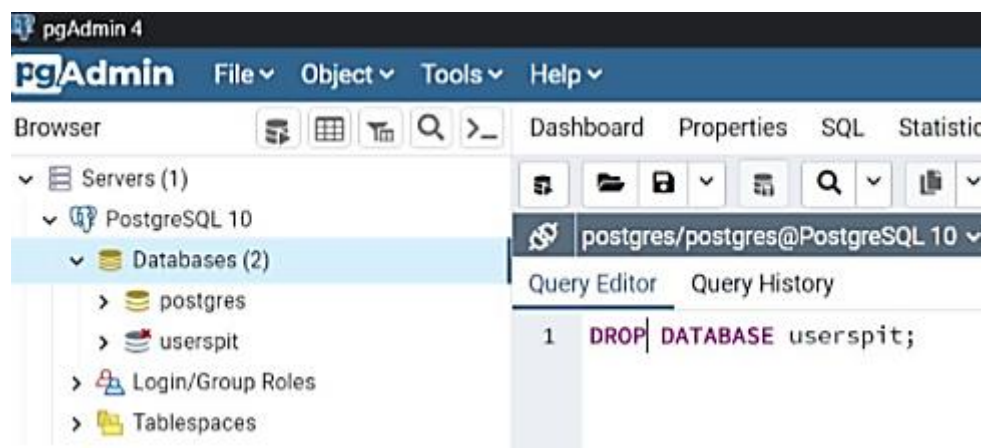 pgAdmin 4
pgAdmin File Object Tools Help
Browser Dashboard Properties SQL Statistic
Servers (1)
PostgreSQL 10
postgres/postgres@PostgreSQL 10
Databases (2)
Query Editor Query History
postgres
1 DROP DATABASE userspit;
userspit
Login/Group Roles
Tablespaces